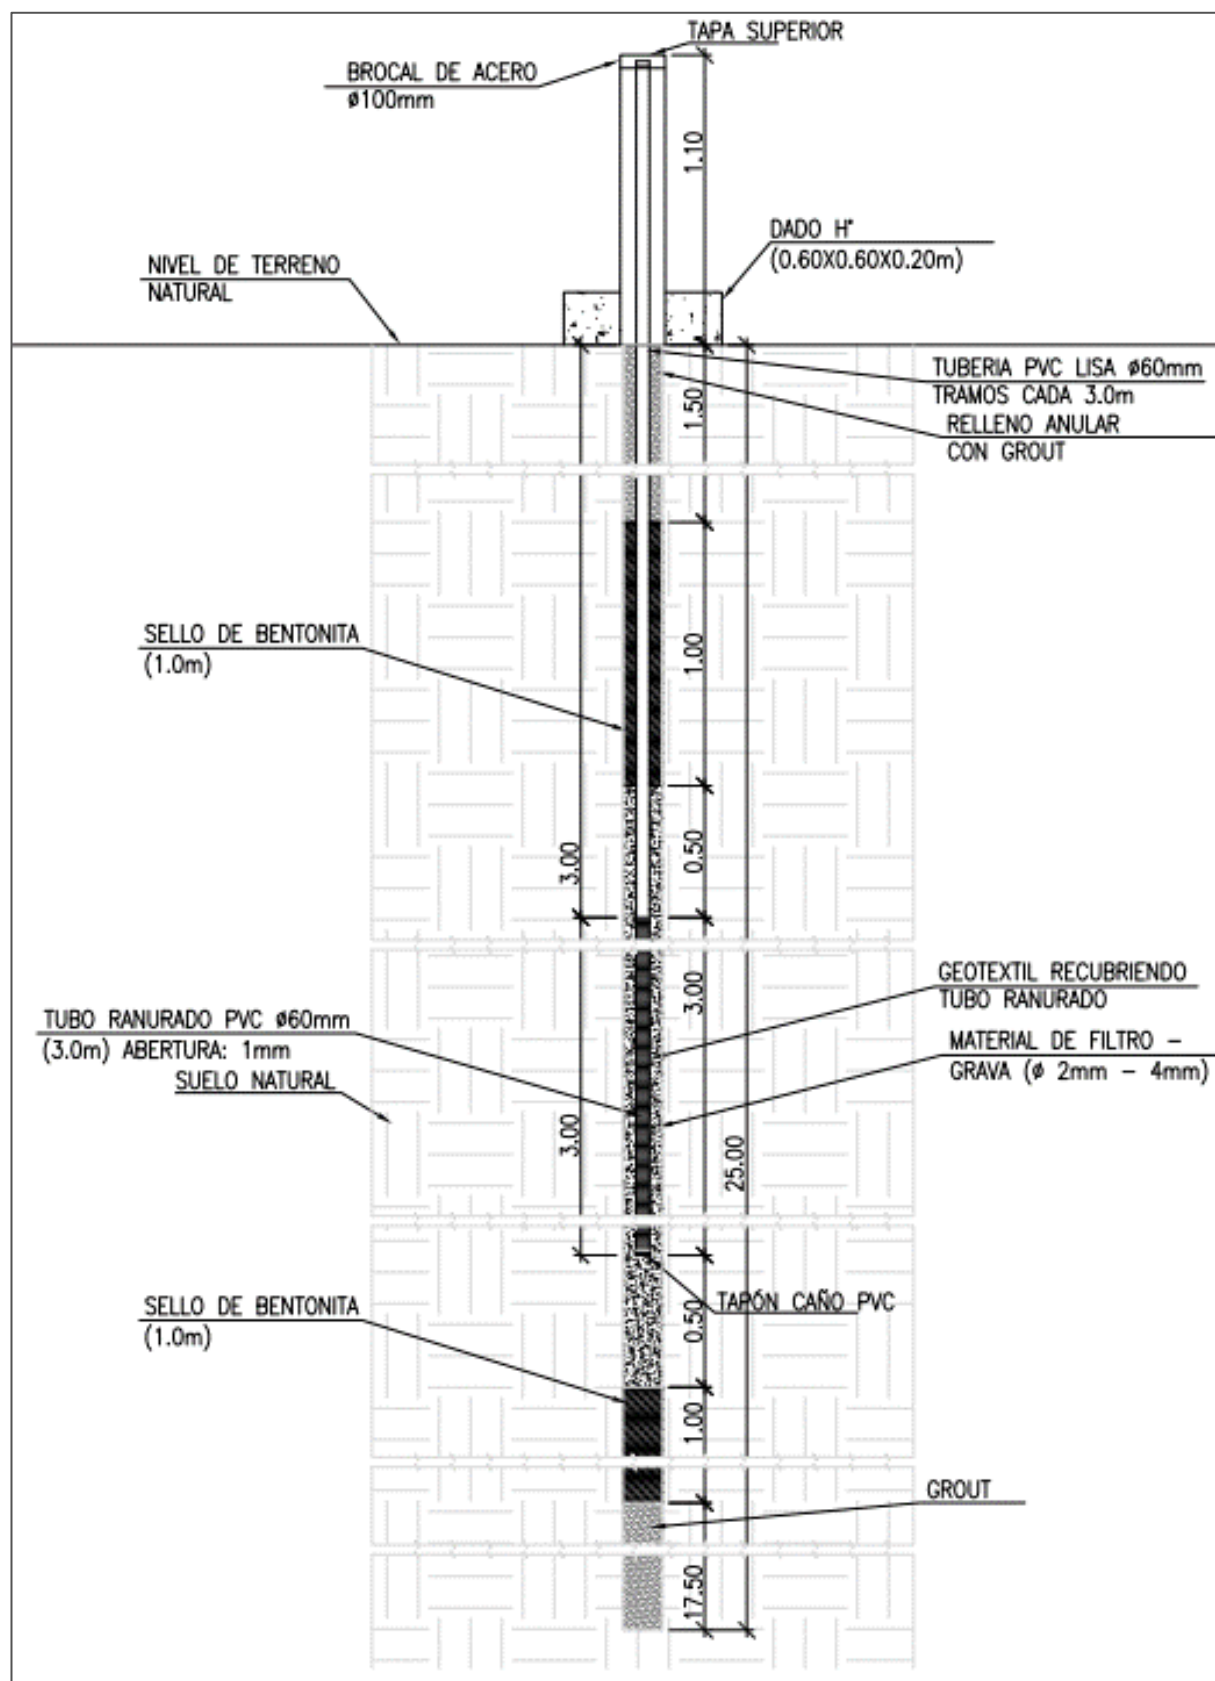 TAPA SUPERIOR
BROCAL DE ACERO
ø100mm
1.10
DADO H°
(0.60X0.60X0.20m)
NIVEL DE TERRENO
NATURAL
TUBERIA PVC LISA ø60mm
TRAMOS CADA 3.0m
1.50
RELLENO ANULAR
CON GROUT
SELLO DE BENTONITA
(1.0m)
1.00
3.00
0.50
GEOTEXTIL RECUBRIENDO
TUBO RANURADO
3.00
TUBO RANURADO PVC ø60mm
(3.0m) ABERTURA: 1mm
MATERIAL DE FILTRO –
GRAVA (ø 2mm – 4mm)
SUELO NATURAL
3.00
25.00
SELLO DE BENTONITA
(1.0m)
TAPÓN CAÑO PVC
0.50
1.00
GROUT
17.50